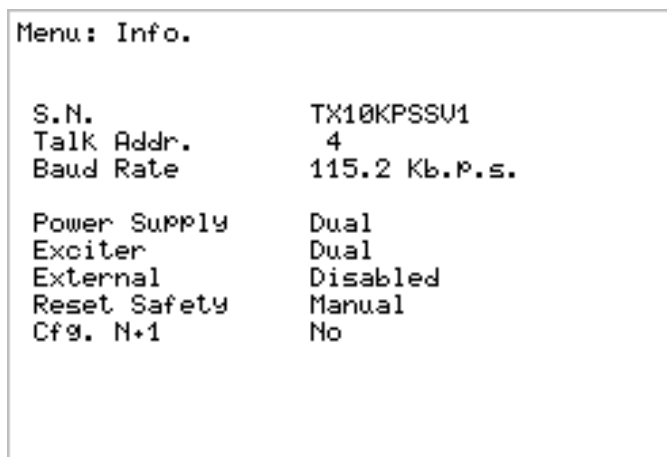 Menu: Info.
S.N. TX10KPSSV1
Talk Addr. 4
Baud Rate 115.2 Kb.p.s.
Power Supply Dual
Exciter Dual
External Disabled
Reset Safety Manual
Cfg. N+1 No